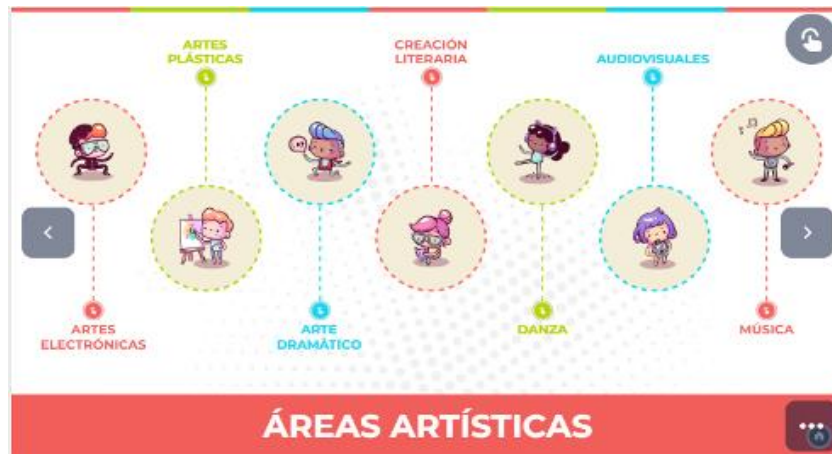 ARTES
PLÁSTICAS
CREACIÓN
LITERARIA
AUDIOVISUALES
ARTES
ELECTRÓNICAS
ARTE
DRAMÁTICO
DANZA
MÚSICA
ÁREAS ARTÍSTICAS